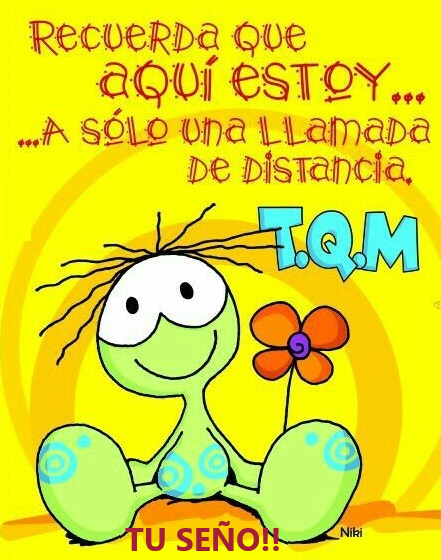 RECUERDA QUE
AQUÍ ESTOY...
...A SÓLO UNA LLAMADA
DE DISTANCIA.
T.Q.M
TU SEÑO!!
Niki